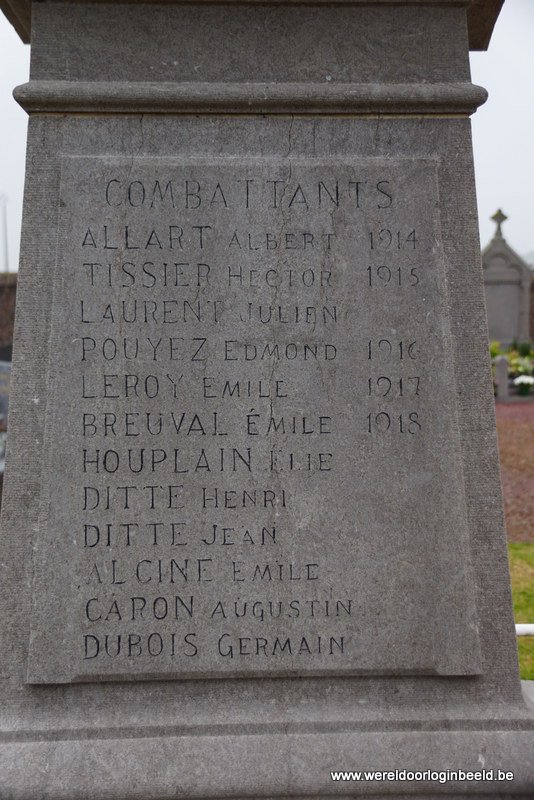 COMBATTANTS
ALLART ALBERT 1914
TISSIER HECTOR 1915
LAURENT JULIEN
POUYEZ EDMOND 1916
LEROY EMILE 1917
BREUVAL ÉMILE 1918
HOUPLAIN ÉLIE
DITTE HENRI
DITTE JEAN
ALCINE EMILE
CARON AUGUSTIN
DUBOIS GERMAIN
www.wereldoorloginbeeld.be